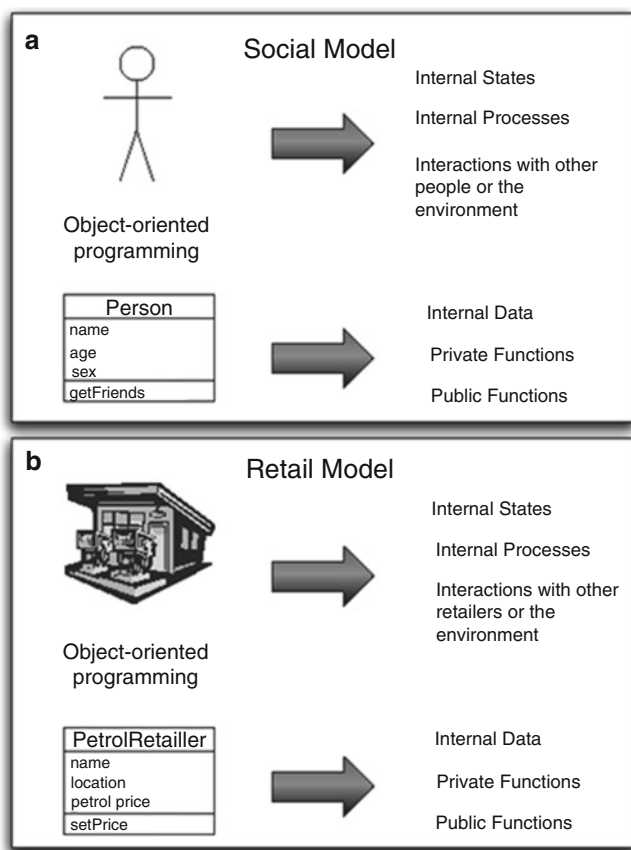 a
Social Model
Internal States
Internal Processes
Interactions with other
people or the
environment
Object-oriented
programming
Person
name
age
sex
getFriends
Internal Data
Private Functions
Public Functions
b
Retail Model
Internal States
Internal Processes
Interactions with other
retailers or the
environment
Object-oriented
programming
PetrolRetailler
name
location
petrol price
setPrice
Internal Data
Private Functions
Public Functions